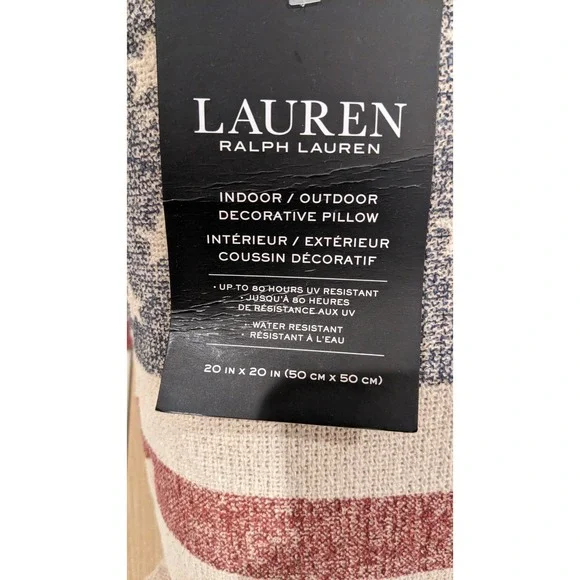 LAUREN
RALPH LAUREN
INDOOR / OUTDOOR
DECORATIVE PILLOW
INTÉRIEUR / EXTÉRIEUR
COUSSIN DÉCORATIF
• UP TO 80 HOURS UV RESISTANT
• JUSQU'À 80 HEURES
DE RÉSISTANCE AUX UV
• WATER RESISTANT
• RÉSISTANT À L'EAU
20 IN X 20 IN (50 CM X 50 CM)